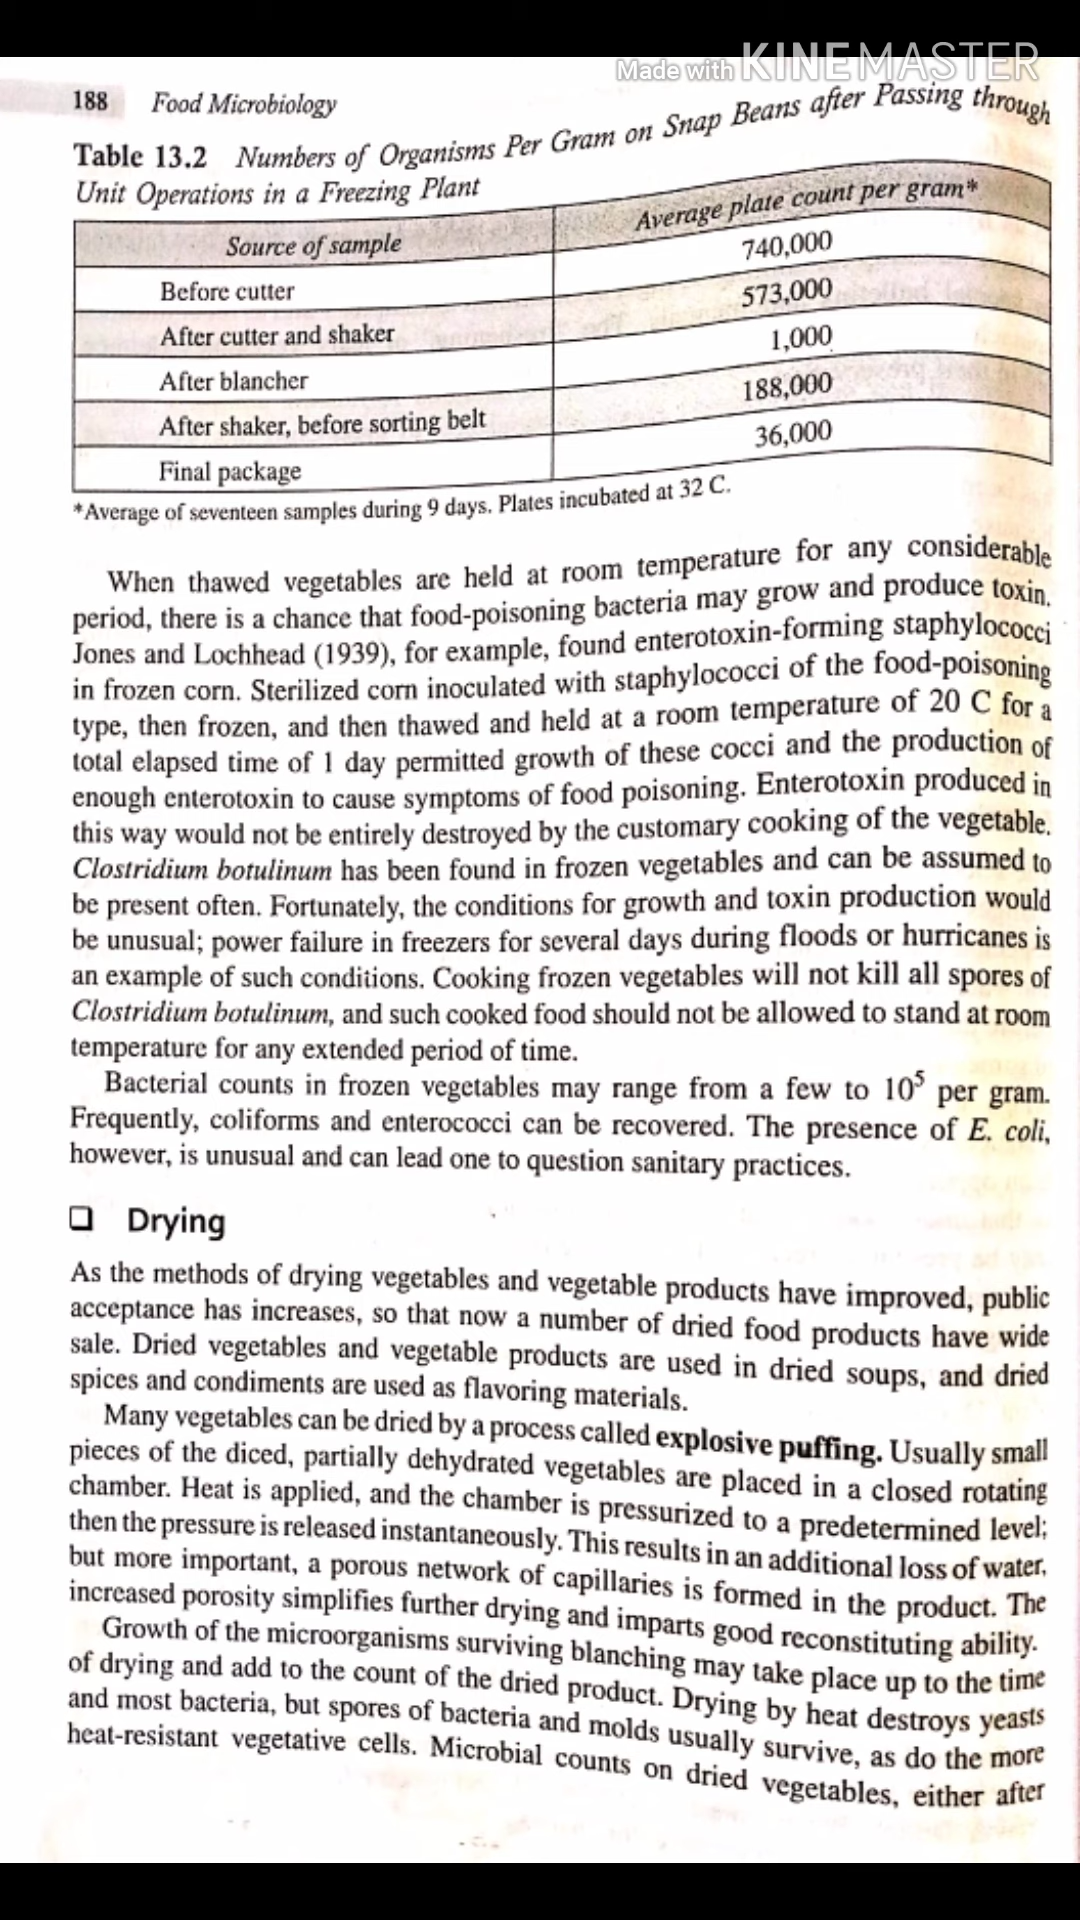 Made with KINEMASTER
188 Food Microbiology
Table 13.2 Numbers of Organisms Per Gram on Snap Beans after Passing through
Unit Operations in a Freezing Plant
Source of sample Average plate count per gram*
Before cutter 740,000
After cutter and shaker 573,000
After blancher 1,000
After shaker, before sorting belt 188,000
Final package 36,000
*Average of seventeen samples during 9 days. Plates incubated at 32 C.
When thawed vegetables are held at room temperature for any considerable
period, there is a chance that food-poisoning bacteria may grow and produce toxin.
Jones and Lochhead (1939), for example, found enterotoxin-forming staphylococci
in frozen corn. Sterilized corn inoculated with staphylococci of the food-poisoning
type, then frozen, and then thawed and held at a room temperature of 20 C for a
total elapsed time of 1 day permitted growth of these cocci and the production of
enough enterotoxin to cause symptoms of food poisoning. Enterotoxin produced in
this way would not be entirely destroyed by the customary cooking of the vegetable.
Clostridium botulinum has been found in frozen vegetables and can be assumed to
be present often. Fortunately, the conditions for growth and toxin production would
be unusual; power failure in freezers for several days during floods or hurricanes is
an example of such conditions. Cooking frozen vegetables will not kill all spores of
Clostridium botulinum, and such cooked food should not be allowed to stand at room
temperature for any extended period of time.
Bacterial counts in frozen vegetables may range from a few to 10⁵ per gram.
Frequently, coliforms and enterococci can be recovered. The presence of E. coli,
however, is unusual and can lead one to question sanitary practices.
❑ Drying
As the methods of drying vegetables and vegetable products have improved, public
acceptance has increases, so that now a number of dried food products have wide
sale. Dried vegetables and vegetable products are used in dried soups, and dried
spices and condiments are used as flavoring materials.
Many vegetables can be dried by a process called explosive puffing. Usually small
pieces of the diced, partially dehydrated vegetables are placed in a closed rotating
chamber. Heat is applied, and the chamber is pressurized to a predetermined level;
then the pressure is released instantaneously. This results in an additional loss of water,
but more important, a porous network of capillaries is formed in the product. The
increased porosity simplifies further drying and imparts good reconstituting ability.
Growth of the microorganisms surviving blanching may take place up to the time
of drying and add to the count of the dried product. Drying by heat destroys yeasts
and most bacteria, but spores of bacteria and molds usually survive, as do the more
heat-resistant vegetative cells. Microbial counts on dried vegetables, either after